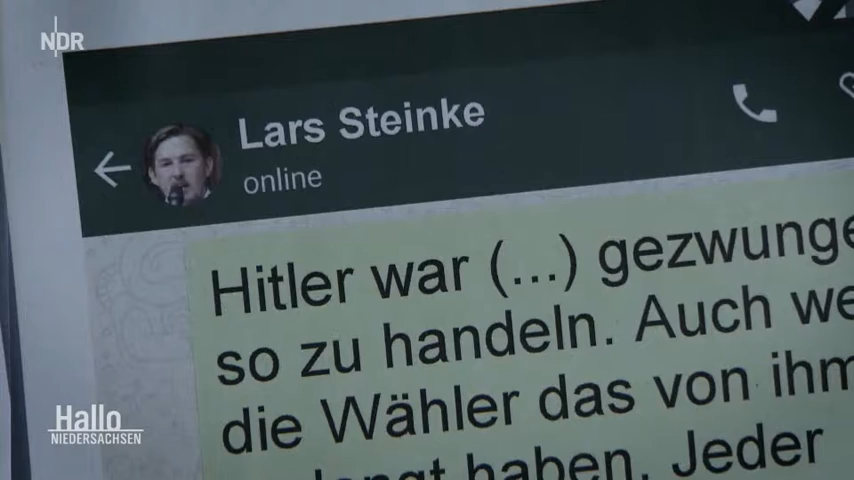 NDR
Lars Steinke
online
Hitler war (...) gezwunge
so zu handeln. Auch we
die Wähler das von ihm
haben. Jeder
Hallo
NIEDERSACHSEN